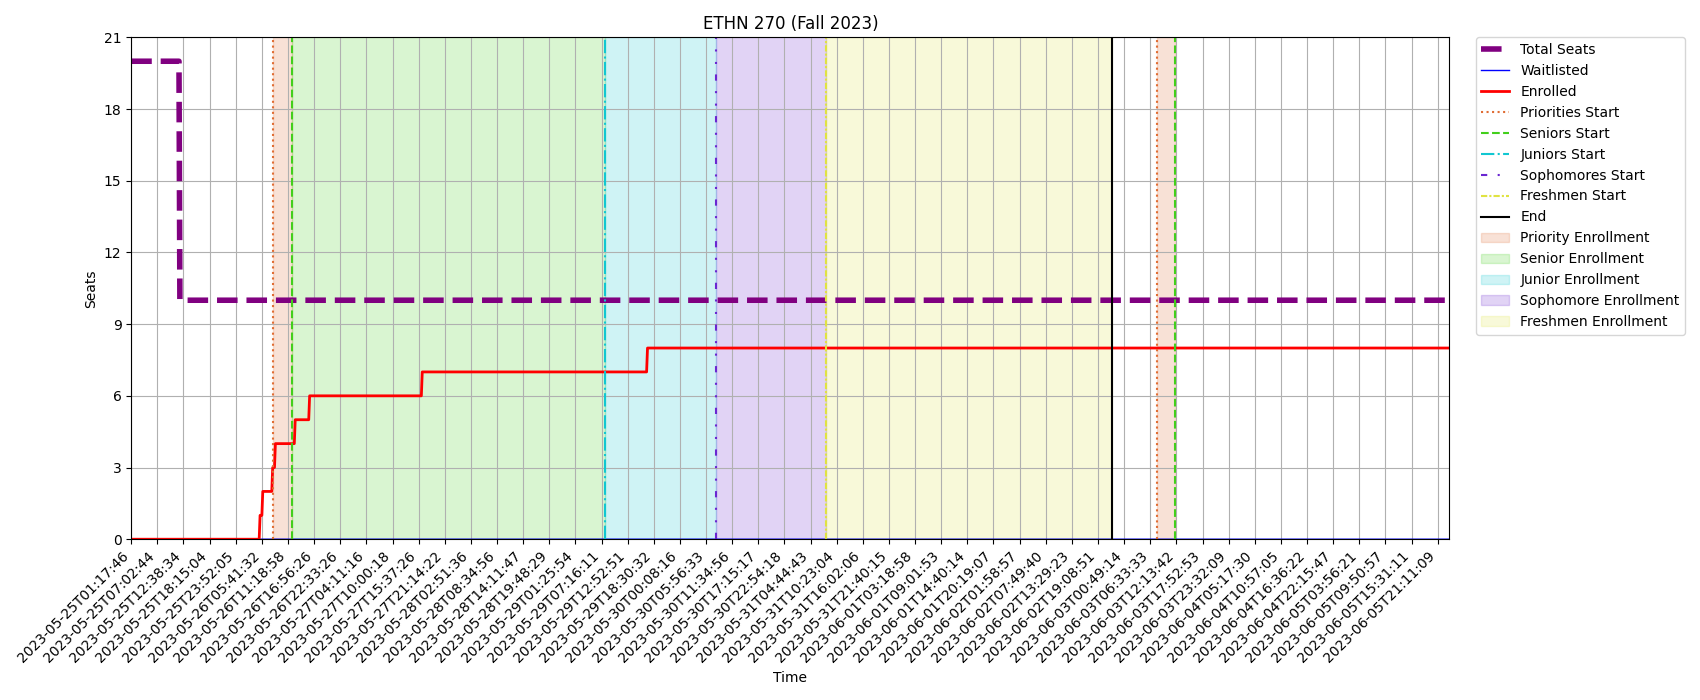 ETHN 270 (Fall 2023)
21
18
15
12
9
6
3
0
Seats
2023-05-25T01:17:46
2023-05-25T07:02:44
2023-05-25T12:38:34
2023-05-25T18:15:04
2023-05-25T23:52:05
2023-05-26T05:41:32
2023-05-26T11:18:58
2023-05-26T16:56:26
2023-05-26T22:33:26
2023-05-27T04:11:16
2023-05-27T10:00:18
2023-05-27T15:37:26
2023-05-27T21:14:22
2023-05-28T02:51:36
2023-05-28T08:34:56
2023-05-28T14:11:47
2023-05-28T19:48:29
2023-05-29T01:25:54
2023-05-29T07:16:11
2023-05-29T12:52:51
2023-05-29T18:30:32
2023-05-30T00:08:16
2023-05-30T05:56:33
2023-05-30T11:34:56
2023-05-30T17:15:17
2023-05-30T22:54:18
2023-05-31T04:44:43
2023-05-31T10:23:04
2023-05-31T16:02:06
2023-05-31T21:40:15
2023-06-01T03:18:58
2023-06-01T09:01:53
2023-06-01T14:40:14
2023-06-01T20:19:07
2023-06-02T01:58:57
2023-06-02T07:49:40
2023-06-02T13:29:23
2023-06-02T19:08:51
2023-06-03T00:49:14
2023-06-03T06:33:33
2023-06-03T12:13:42
2023-06-03T17:52:53
2023-06-03T23:32:09
2023-06-04T05:17:30
2023-06-04T10:57:05
2023-06-04T16:36:22
2023-06-04T22:15:47
2023-06-05T03:56:21
2023-06-05T09:50:57
2023-06-05T15:31:11
2023-06-05T21:11:09
Time
Total Seats
Waitlisted
Enrolled
Priorities Start
Seniors Start
Juniors Start
Sophomores Start
Freshmen Start
End
Priority Enrollment
Senior Enrollment
Junior Enrollment
Sophomore Enrollment
Freshmen Enrollment